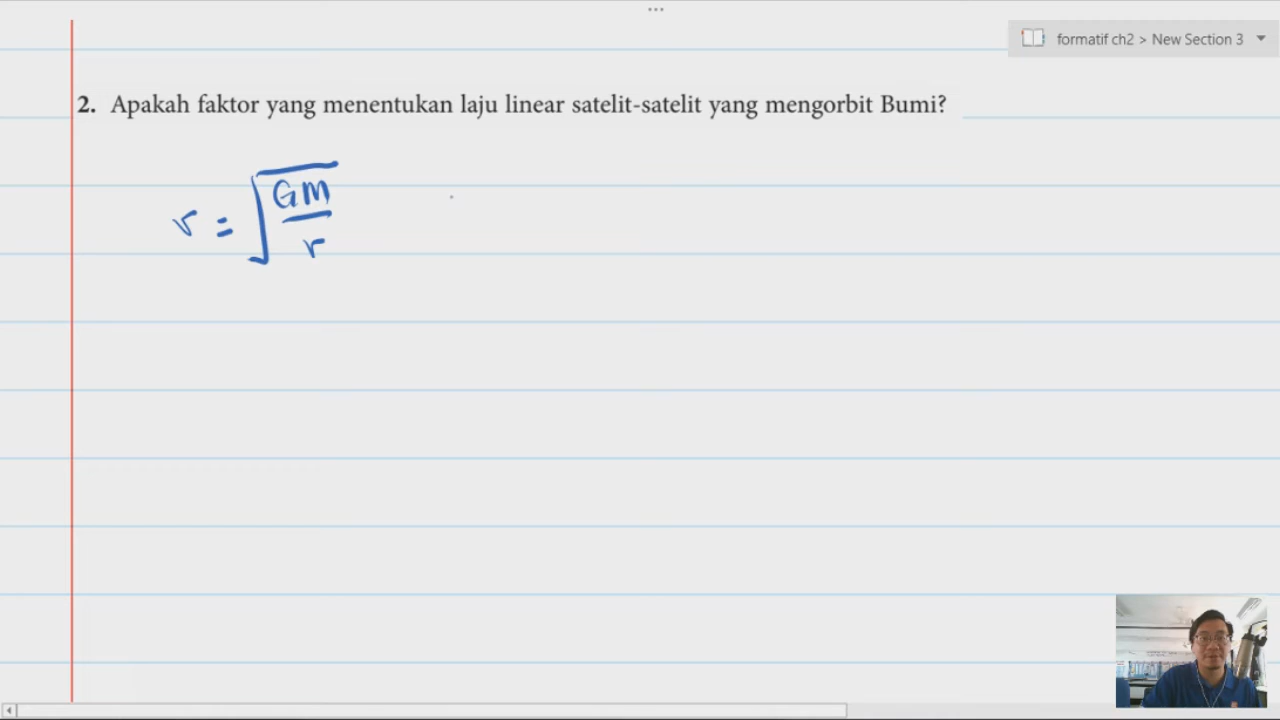 ...
formatif ch2 > New Section 3
2. Apakah faktor yang menentukan laju linear satelit-satelit yang mengorbit Bumi?
v = √(GM/r)